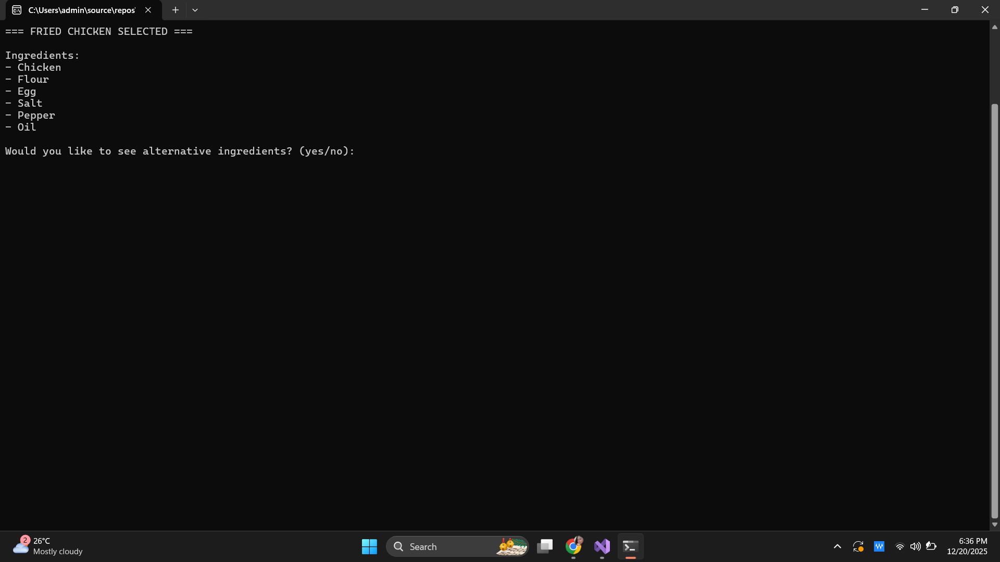 C:\Users\admin\source\repos\
=== FRIED CHICKEN SELECTED ===
Ingredients:
- Chicken
- Flour
- Egg
- Salt
- Pepper
- Oil
Would you like to see alternative ingredients? (yes/no):
2
26°C
Mostly cloudy
Search
6:36 PM
12/20/2025